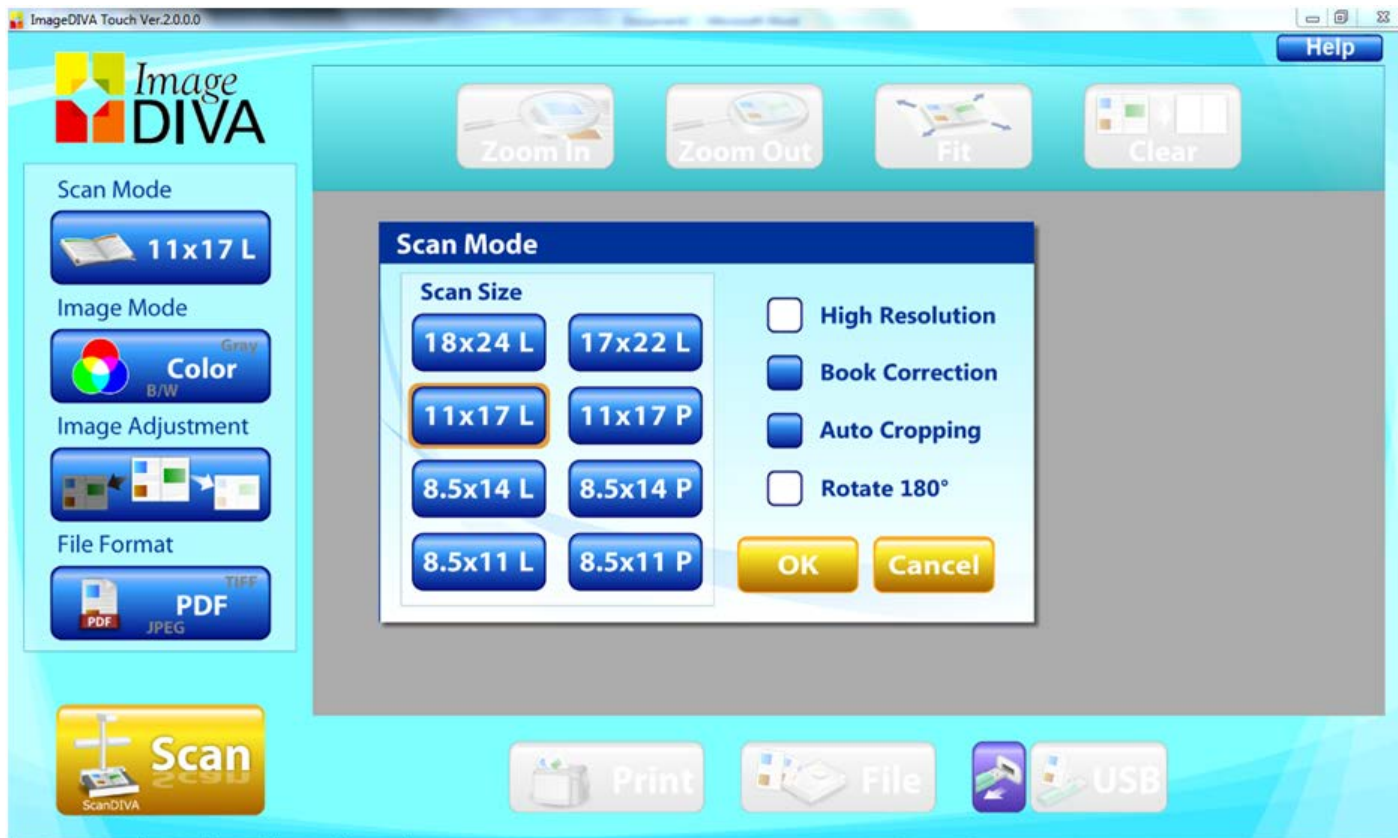 ImageDIVA Touch Ver.2.0.0.0
Help
Image
DIVA
Zoom In
Zoom Out
Fit
Clear
Scan Mode
11x17 L
Image Mode
Gray
Color
B/W
Image Adjustment
File Format
TIFF
PDF
PDF
JPEG
Scan Mode
Scan Size
18x24 L
17x22 L
11x17 L
11x17 P
8.5x14 L
8.5x14 P
8.5x11 L
8.5x11 P
High Resolution
Book Correction
Auto Cropping
Rotate 180°
OK
Cancel
Scan
ScanDIVA
Print
File
USB